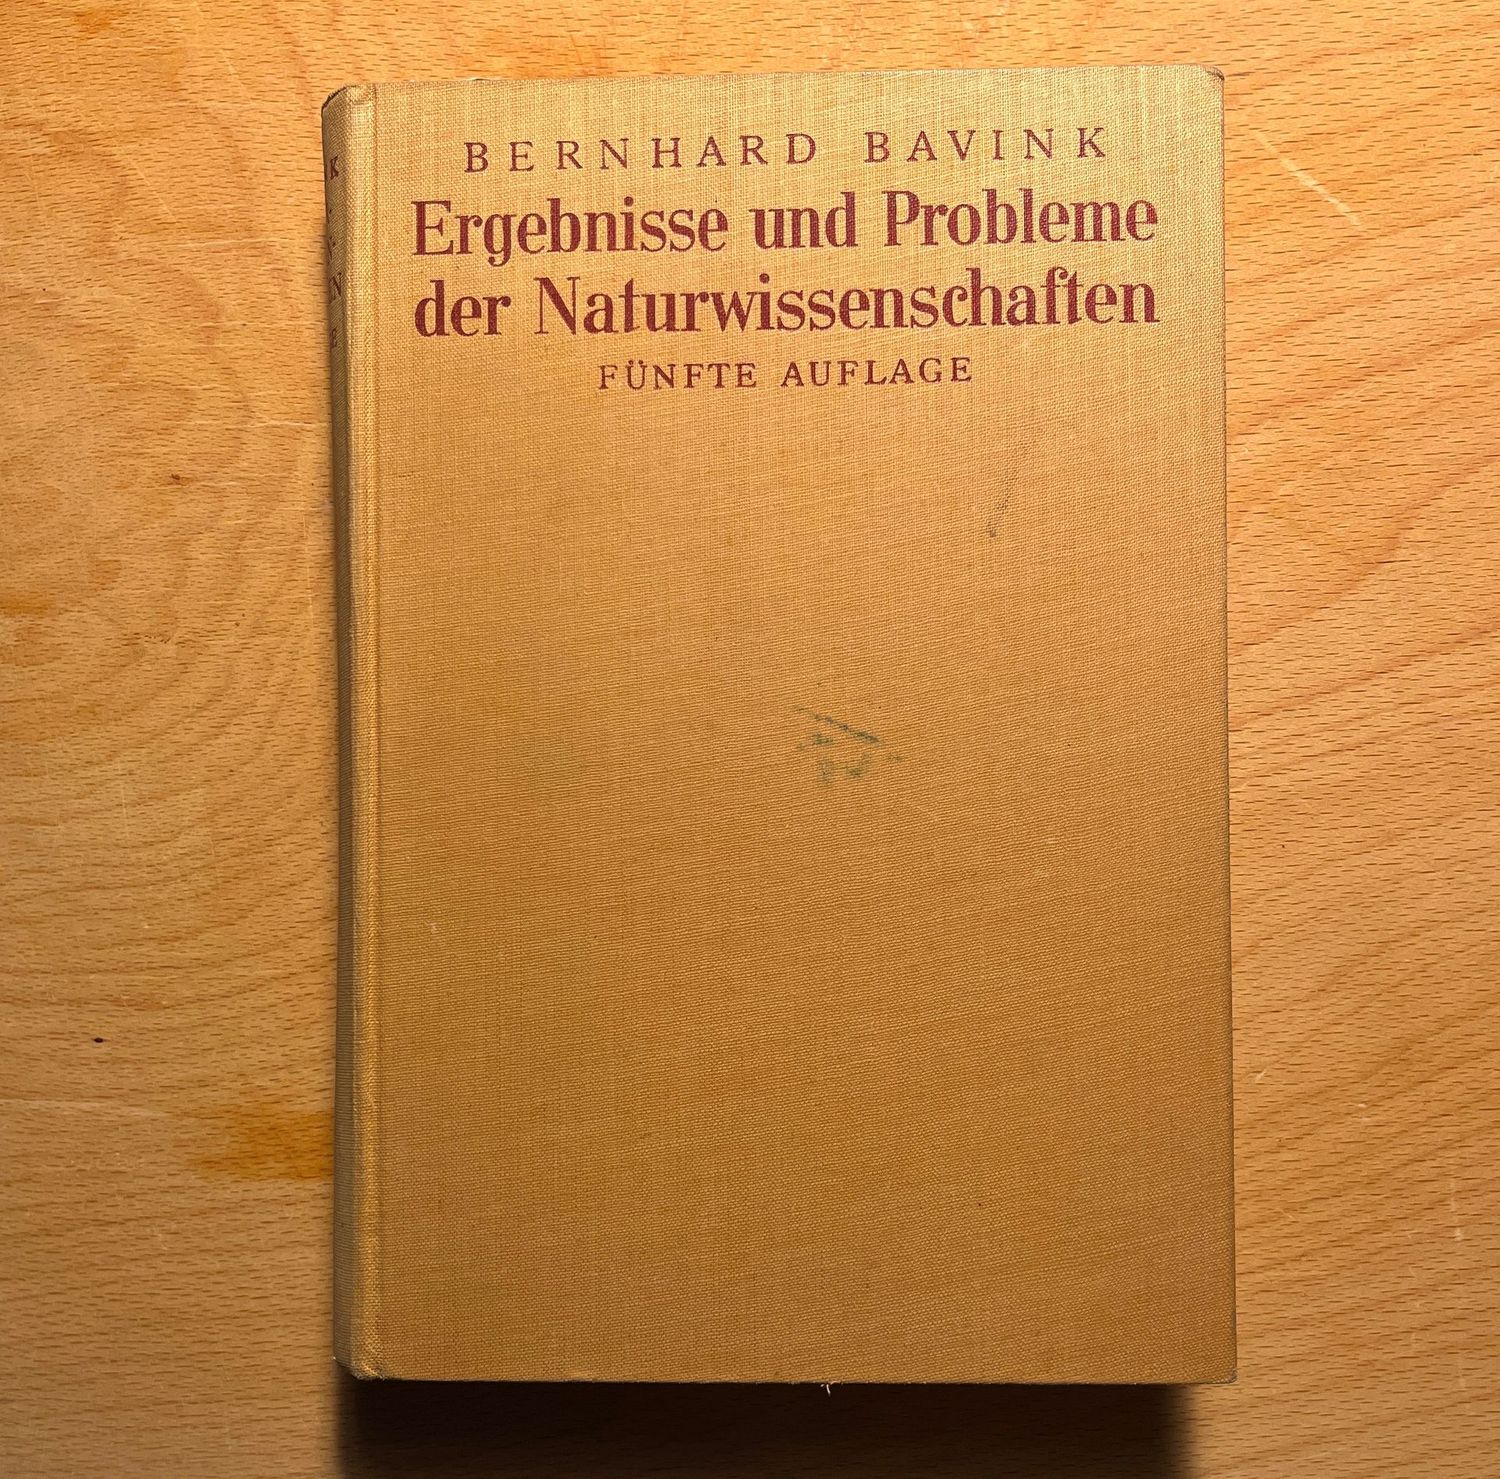 BERNHARD BAVINK
Ergebnisse und Probleme
der Naturwissenschaften
FÜNFTE AUFLAGE